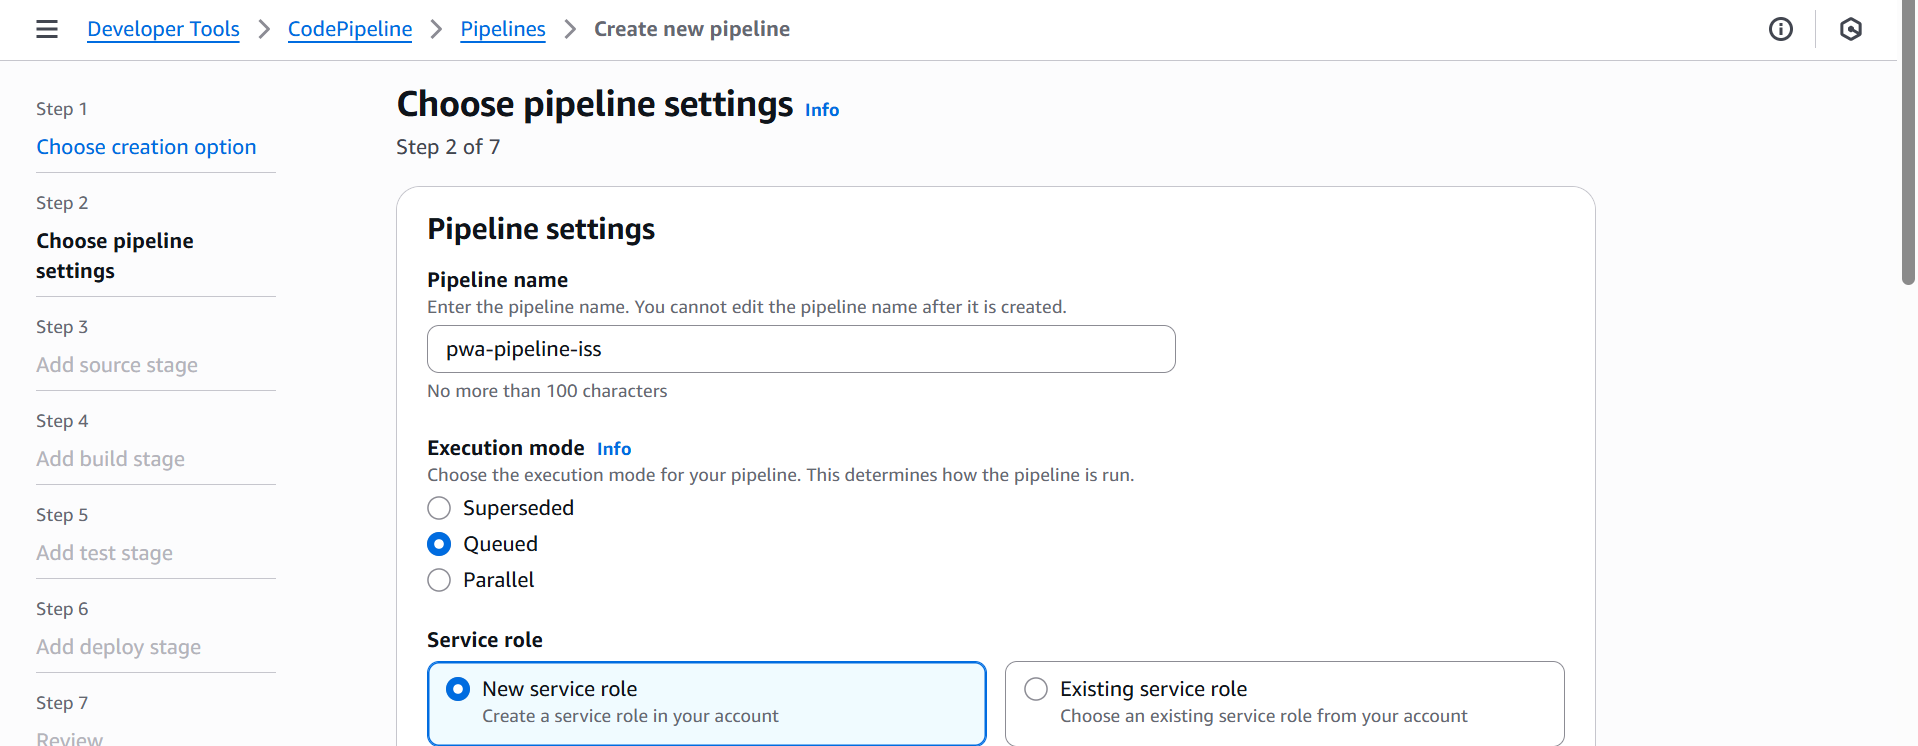 Developer Tools > CodePipeline > Pipelines > Create new pipeline
Step 1
Choose creation option
Step 2
Choose pipeline
settings
Step 3
Add source stage
Step 4
Add build stage
Step 5
Add test stage
Step 6
Add deploy stage
Step 7
Review
Choose pipeline settings Info
Step 2 of 7
Pipeline settings
Pipeline name
Enter the pipeline name. You cannot edit the pipeline name after it is created.
pwa-pipeline-iss
No more than 100 characters
Execution mode Info
Choose the execution mode for your pipeline. This determines how the pipeline is run.
Superseded
Queued
Parallel
Service role
New service role
Create a service role in your account
Existing service role
Choose an existing service role from your account